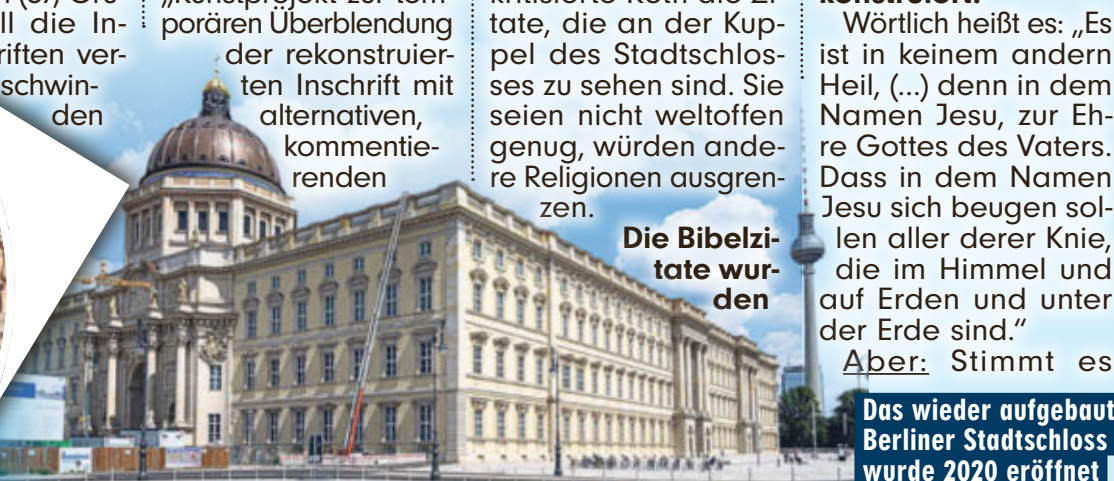 ll die In-
riften ver-
schwin-
den
„Kunstprojekt zur tem-
porären Überblendung
der rekonstruier-
ten Inschrift mit
alternativen,
kommentie-
renden
kritisierte Roth die Zi-
tate, die an der Kup-
pel des Stadtschlos-
ses zu sehen sind. Sie
seien nicht weltoffen
genug, würden ande-
re Religionen ausgren-
zen.
Die Bibelzi-
tate wur-
den
konstruiert.
Wörtlich heißt es: „Es
ist in keinem andern
Heil, (...) denn in dem
Namen Jesu, zur Eh-
re Gottes des Vaters.
Dass in dem Namen
Jesu sich beugen sol-
len aller derer Knie,
die im Himmel und
auf Erden und unter
der Erde sind.“
Aber: Stimmt es
Das wieder aufgebaut
Berliner Stadtschloss
wurde 2020 eröffnet